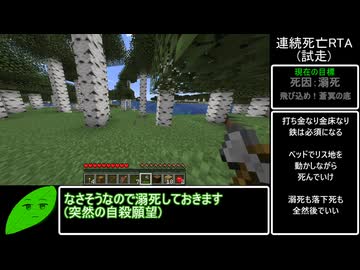 連続死亡RTA
(試走)
現在の目標
死因:溺死
飛び込め!蒼冥の底
打ち金なり金床なり
鉄は必須になる
ベッドでリス地を
動かしながら
死んでいけ
溺死も落下死も
全然後でいい
なさそうなので溺死しておきます
(突然の自殺願望)